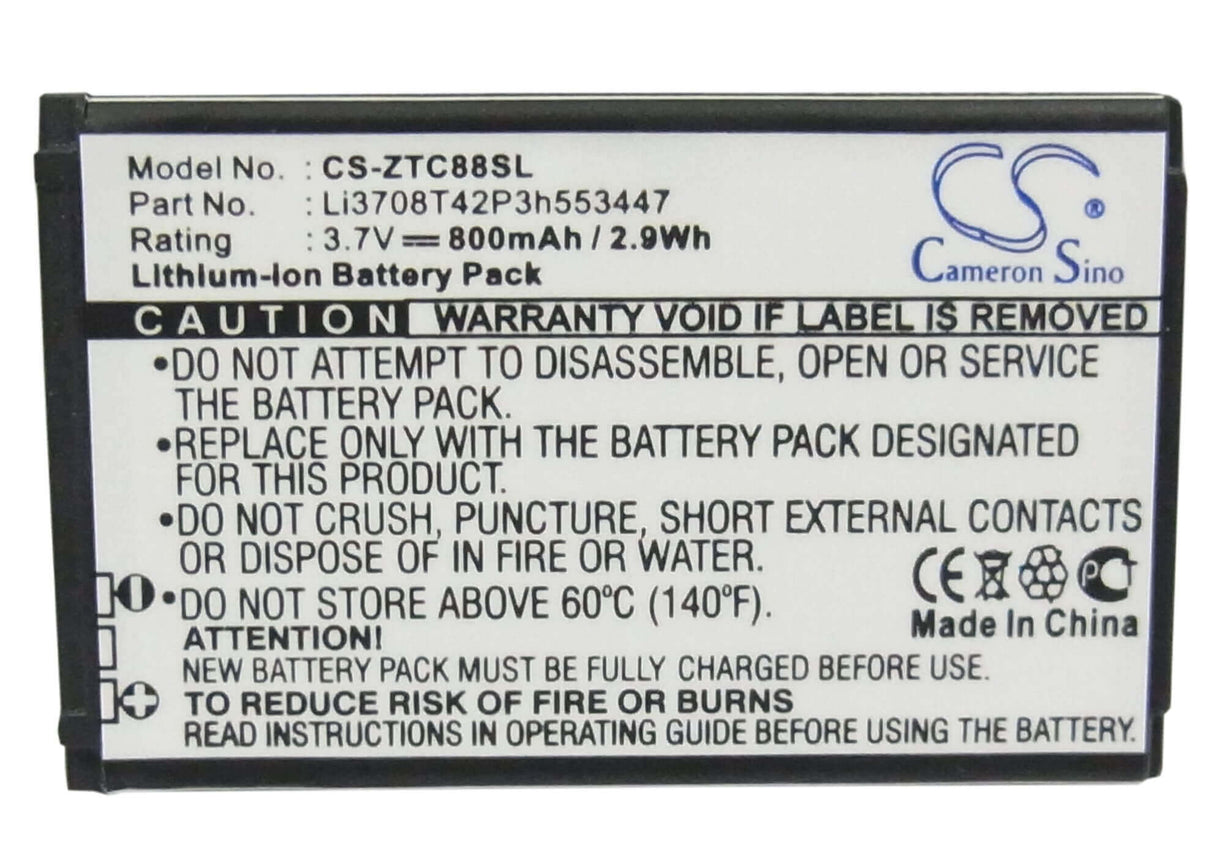 Model No. : CS-ZTC88SL
Part No. : Li3708T42P3h553447
Rating : 3.7V 800mAh / 2.9Wh
Lithium-Ion Battery Pack
CS ®
Cameron Sino
CAUTION WARRANTY VOID IF LABEL IS REMOVED
•DO NOT ATTEMPT TO DISASSEMBLE, OPEN OR SERVICE
THE BATTERY PACK.
•REPLACE ONLY WITH THE BATTERY PACK DESIGNATED
FOR THIS PRODUCT.
•DO NOT CRUSH, PUNCTURE, SHORT EXTERNAL CONTACTS
OR DISPOSE OF IN FIRE OR WATER.
•DO NOT STORE ABOVE 60°C (140°F).
CE PCT
Made In China
ATTENTION!
NEW BATTERY PACK MUST BE FULLY CHARGED BEFORE USE.
TO REDUCE RISK OF FIRE OR BURNS
READ INSTRUCTIONS IN OPERATING GUIDE BEFORE USING THE BATTERY.